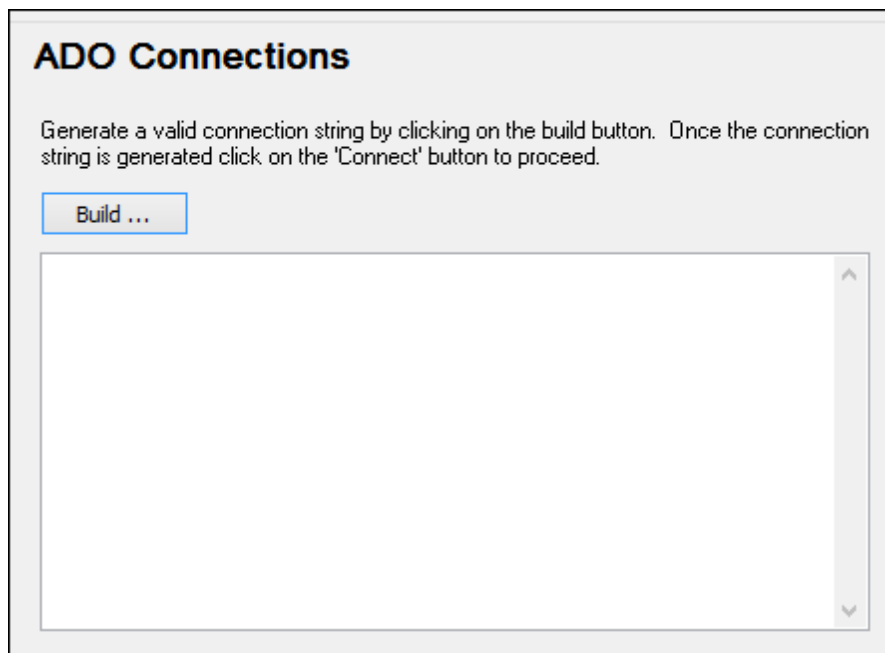 ADO Connections
Generate a valid connection string by clicking on the build button.  Once the connection
string is generated click on the 'Connect' button to proceed.
Build ...